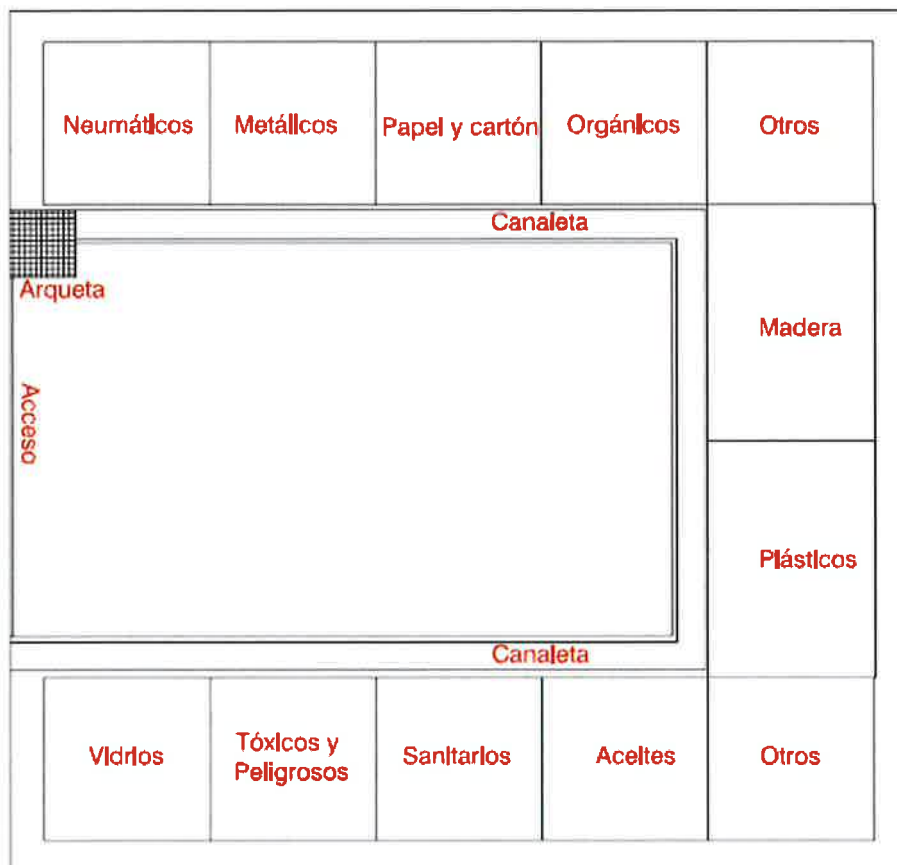 Neumáticos
Metálicos
Papel y cartón
Orgánicos
Otros
Canaleta
Arqueta
Madera
Acceso
Plásticos
Canaleta
Vidrios
Tóxicos y
Peligrosos
Sanitarios
Aceites
Otros